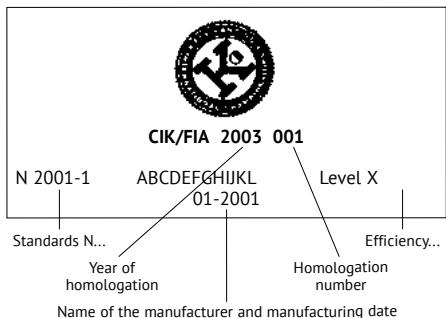 CIK/FIA 2003 001
N 2001-1 ABCDEFGHIJKL Level X
01-2001
Standards N... Efficiency...
Year of Homologation
homologation number
Name of the manufacturer and manufacturing date